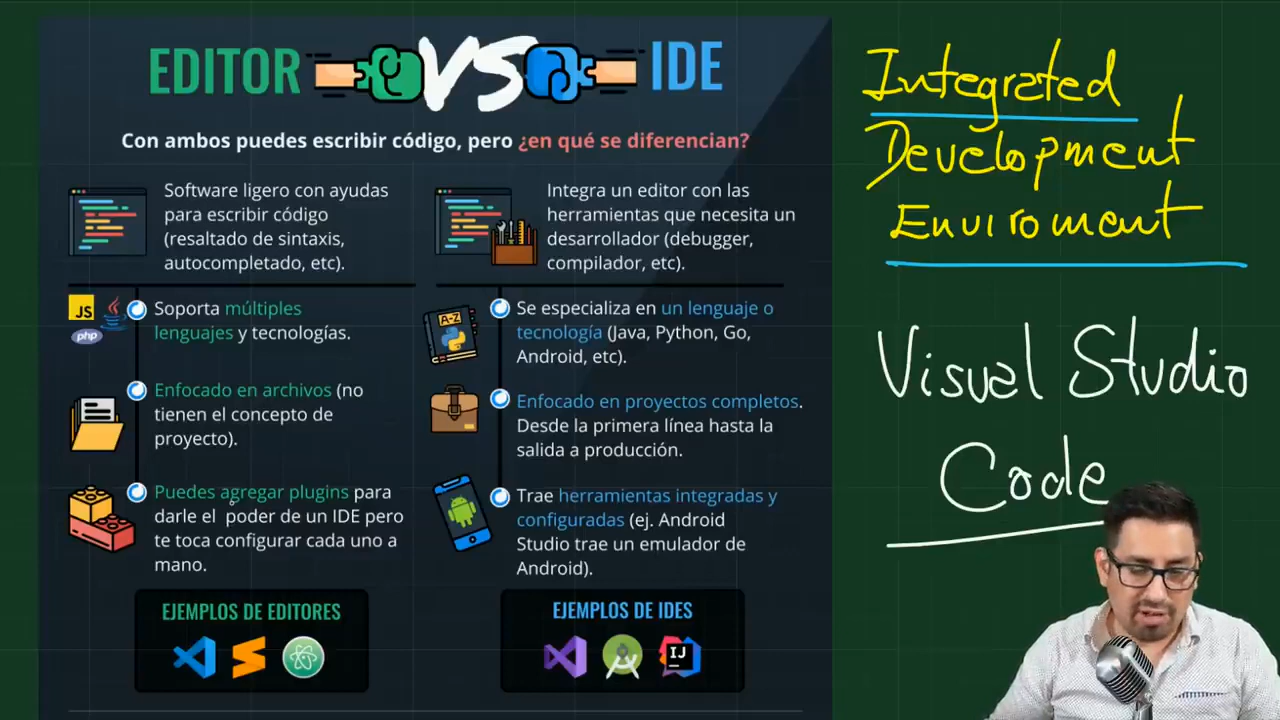 EDITOR VS IDE
Con ambos puedes escribir código, pero ¿en qué se diferencian?
Software ligero con ayudas
para escribir código
(resaltado de sintaxis,
autocompletado, etc).
JS
php
Soporta múltiples
lenguajes y tecnologías.
Enfocado en archivos (no
tienen el concepto de
proyecto).
Puedes agregar plugins para
darle el poder de un IDE pero
te toca configurar cada uno a
mano.
EJEMPLOS DE EDITORES
Integra un editor con las
herramientas que necesita un
desarrollador (debugger,
compilador, etc).
A-Z
Se especializa en un lenguaje o
tecnología (Java, Python, Go,
Android, etc).
Enfocado en proyectos completos.
Desde la primera línea hasta la
salida a producción.
Trae herramientas integradas y
configuradas (ej. Android
Studio trae un emulador de
Android).
EJEMPLOS DE IDES
IJ
Integrated
Development
Enviroment
Visual Studio
Code